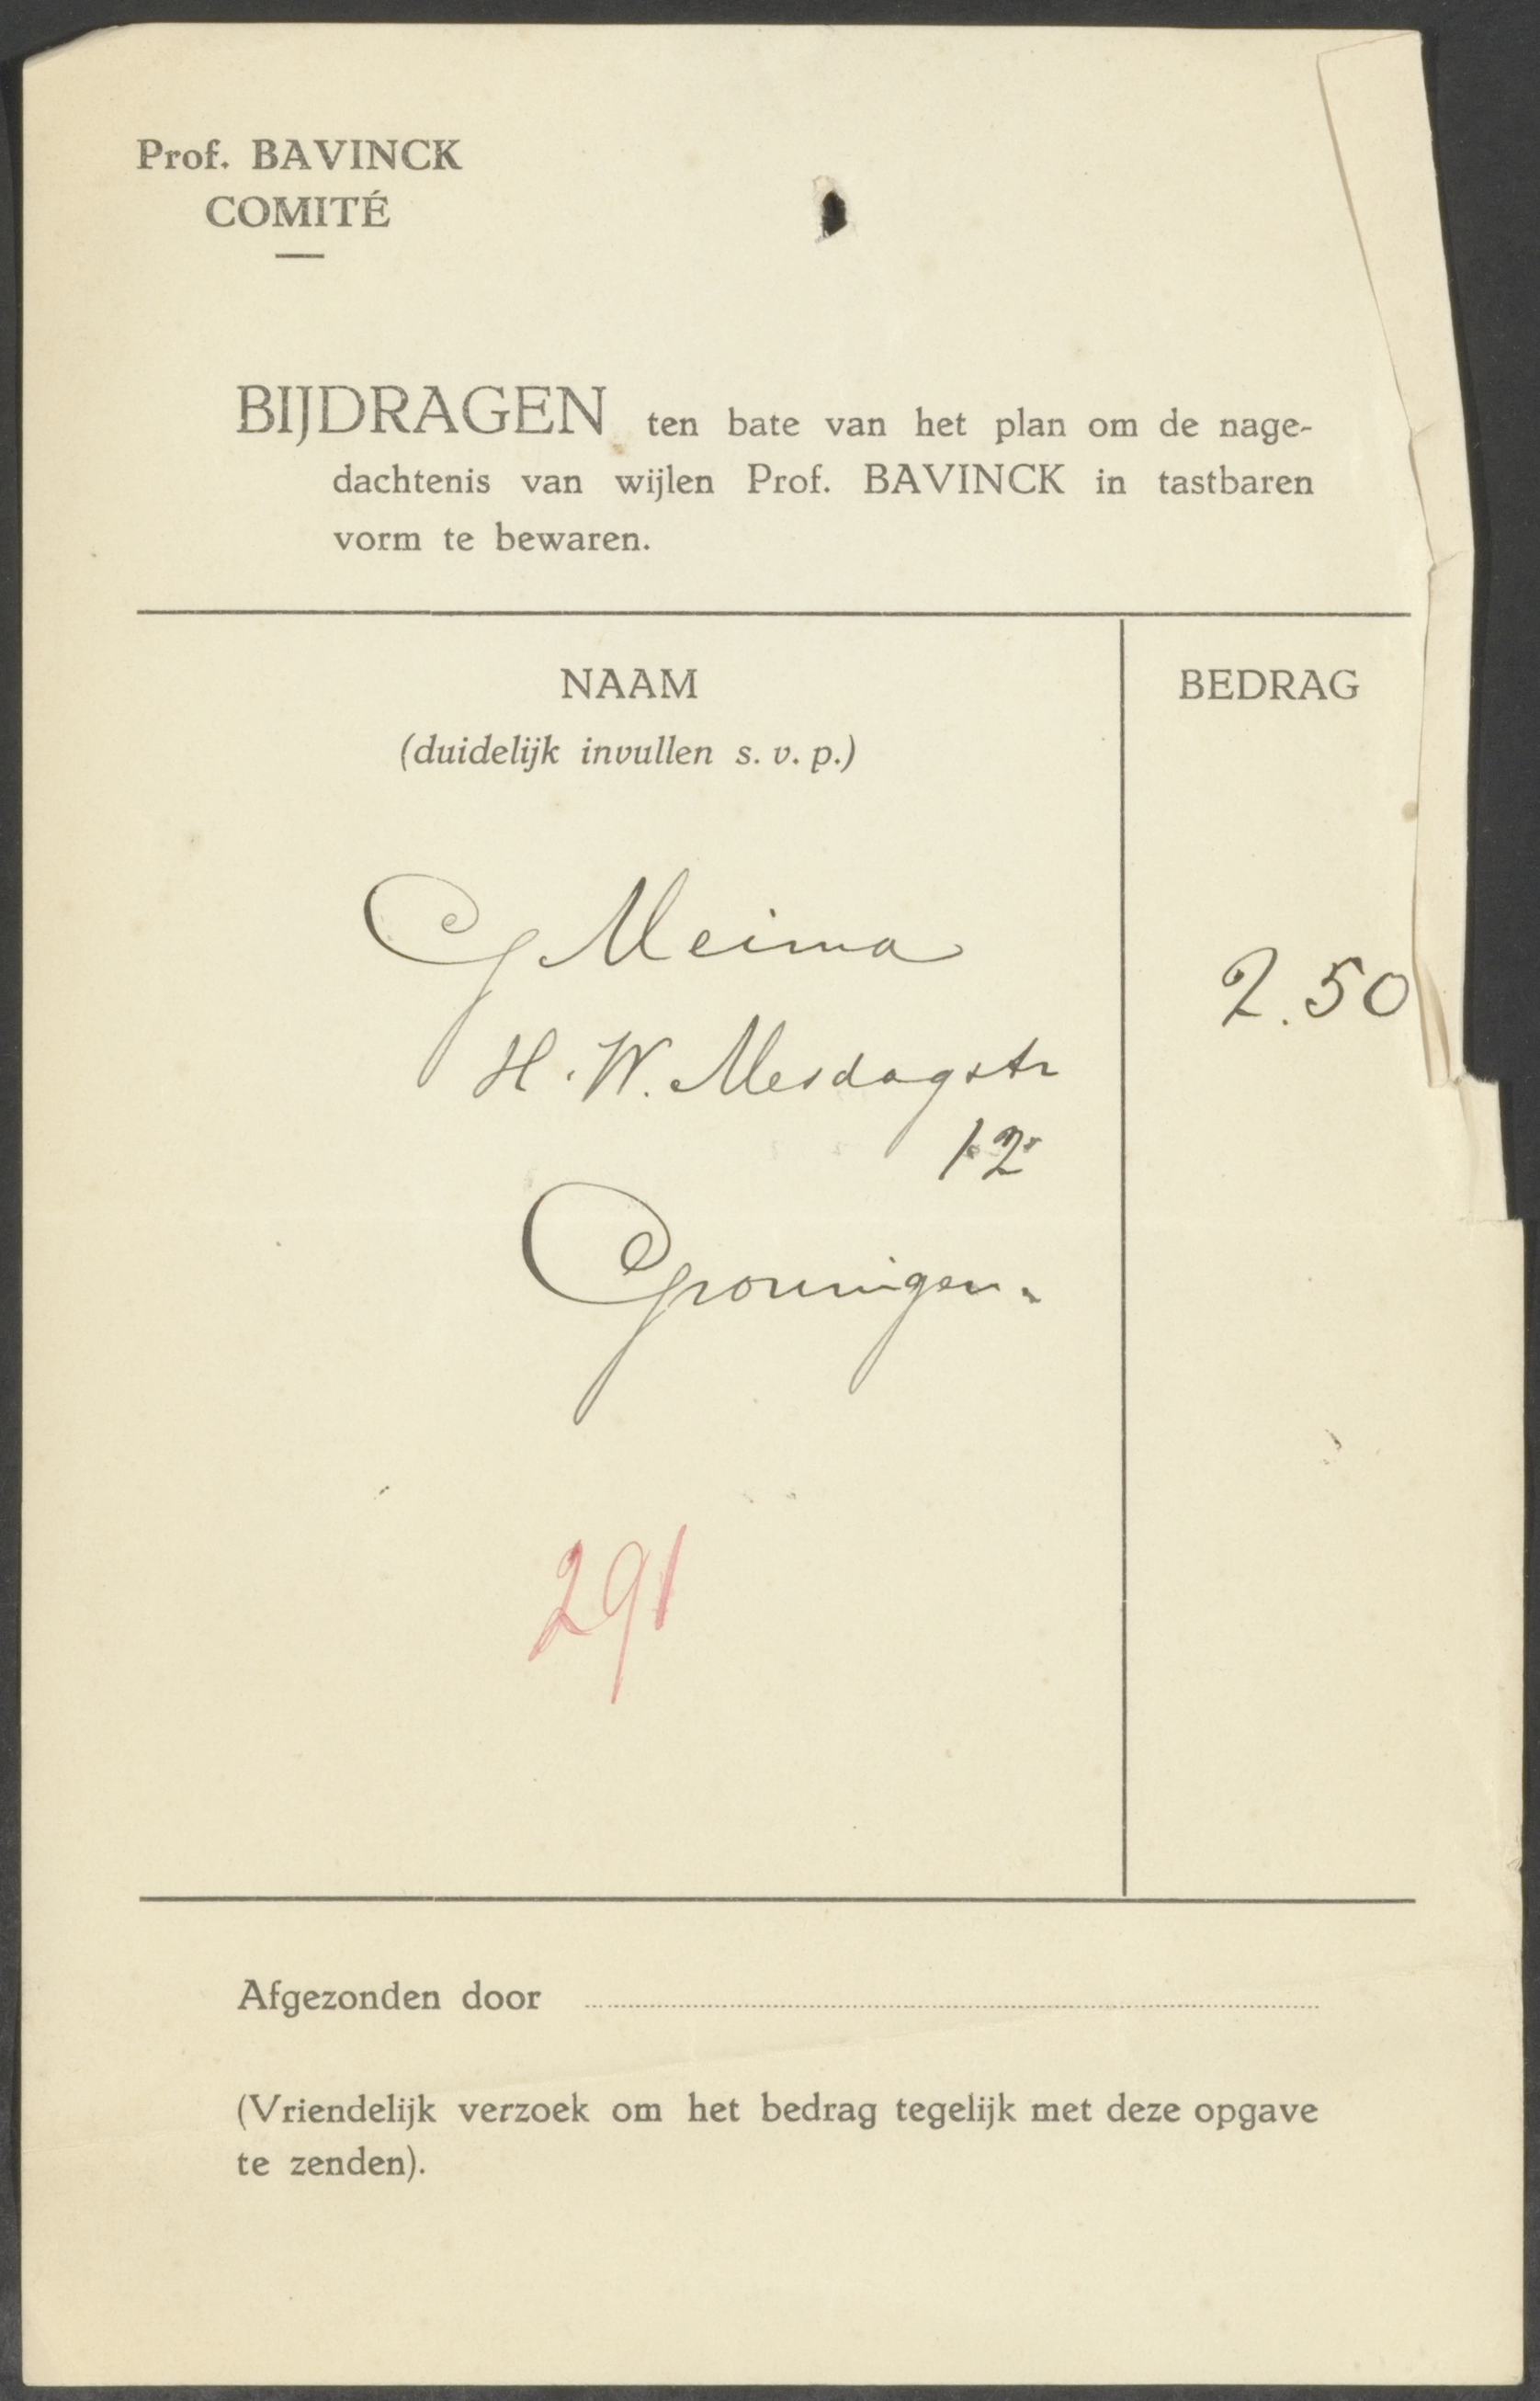 Prof. BAVINCK
COMITÉ
BIJDRAGEN ten bate van het plan om de nage-
dachtenis van wijlen Prof. BAVINCK in tastbaren
vorm te bewaren.
NAAM
BEDRAG
(duidelijk invullen s. v. p.)
G Meima
2.50
H. W. Mesdagstr
12
Groningen.
291
Afgezonden door
(Vriendelijk verzoek om het bedrag tegelijk met deze opgave
te zenden).